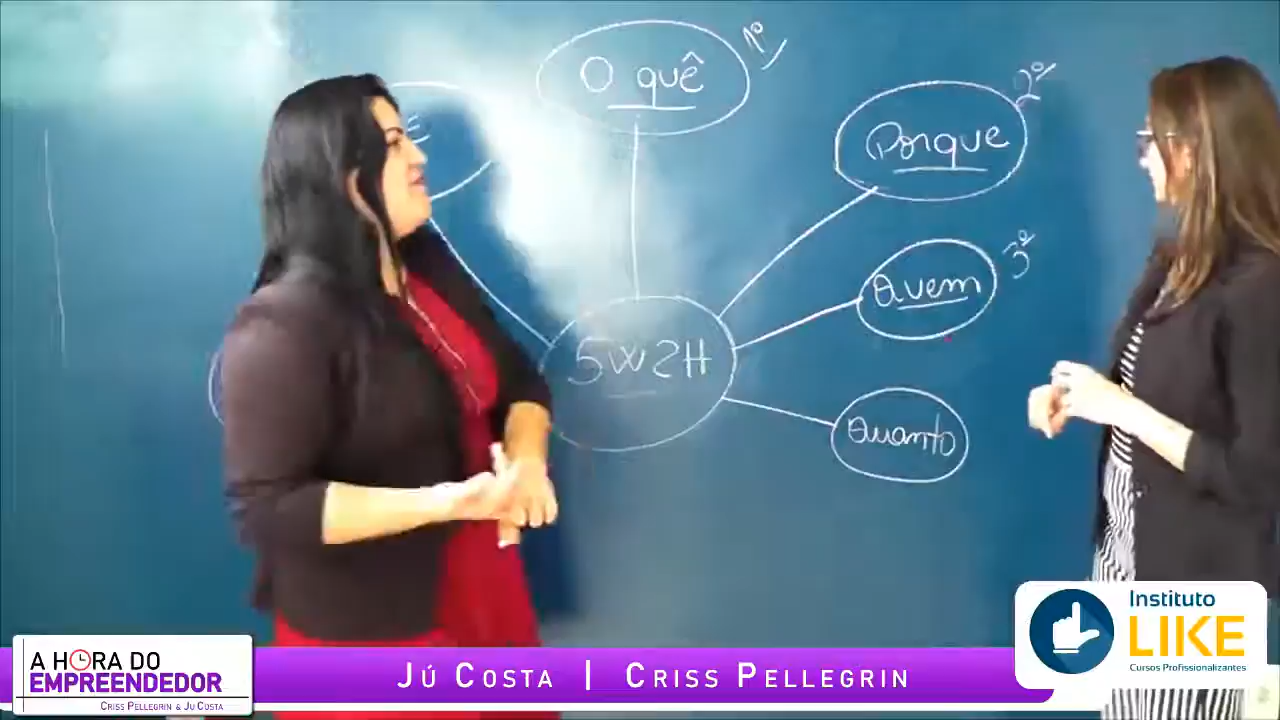 O quê
1º
Porque
2º
Quem
3º
5W2H
Quanto
A HORA DO
EMPREENDEDOR
CRISS PELLEGRIN & JU COSTA
JÚ COSTA | CRISS PELLEGRIN
Instituto
LIKE
Cursos Profissionalizantes